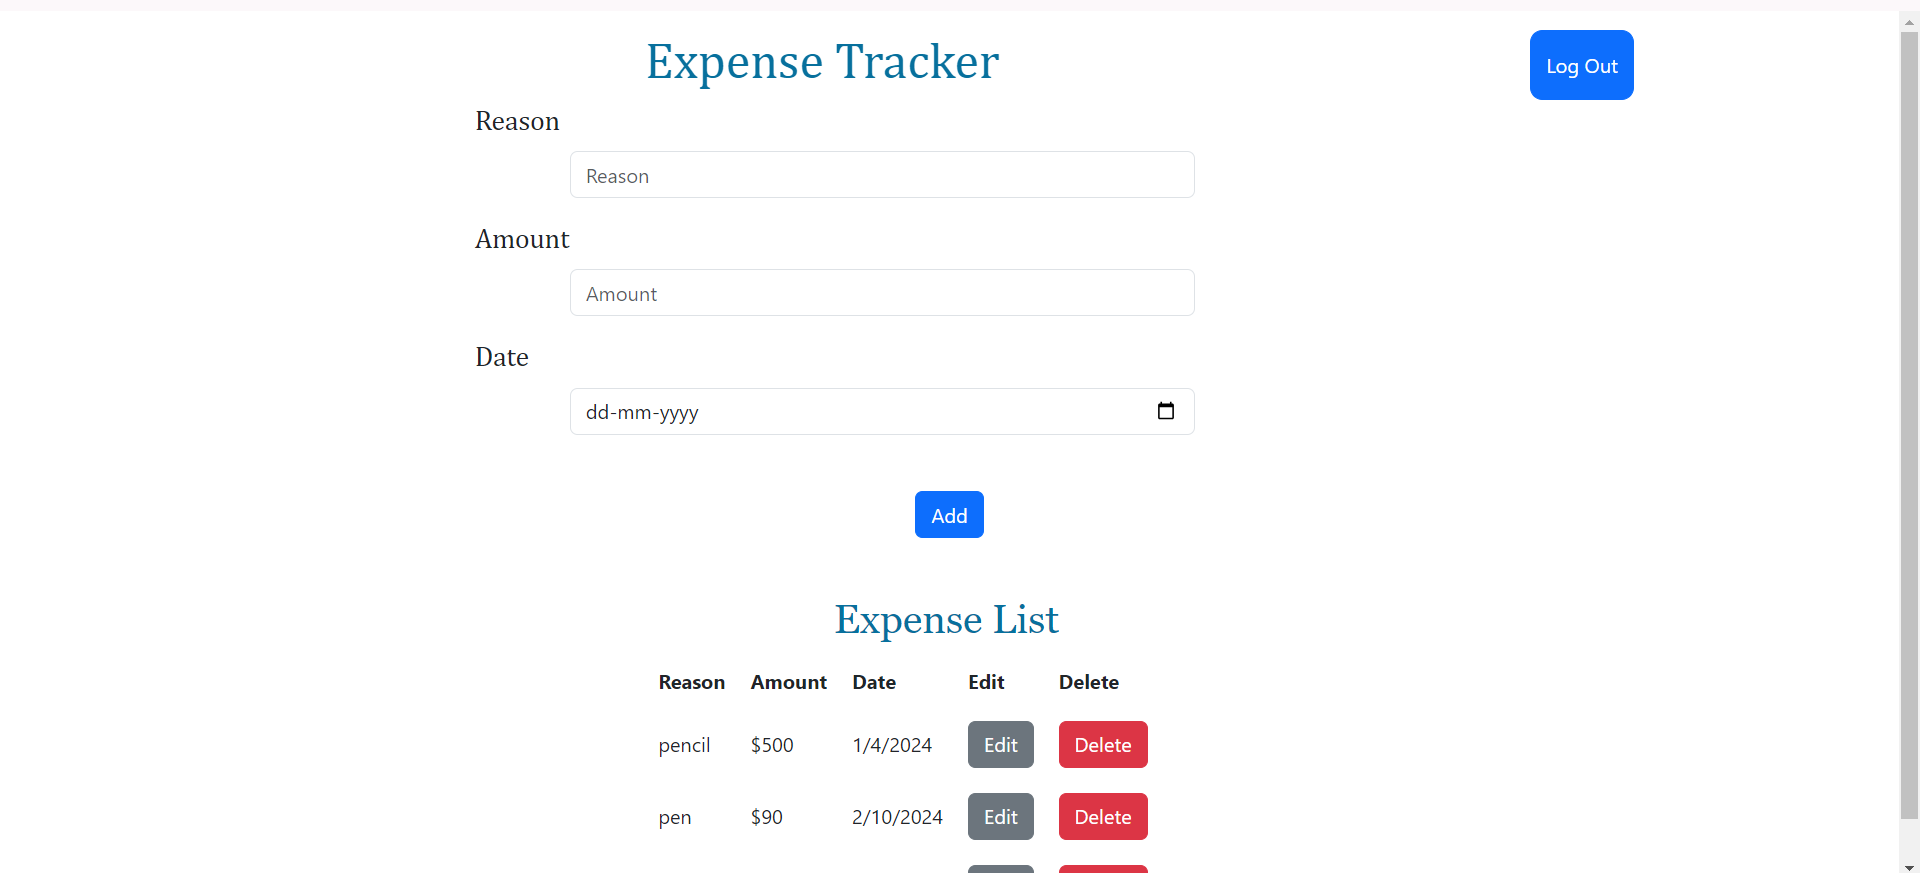 Expense Tracker
Log Out
Reason
Reason
Amount
Amount
Date
dd-mm-yyyy
Add
Expense List
Reason Amount Date Edit Delete
pencil $500 1/4/2024 Edit Delete
pen $90 2/10/2024 Edit Delete